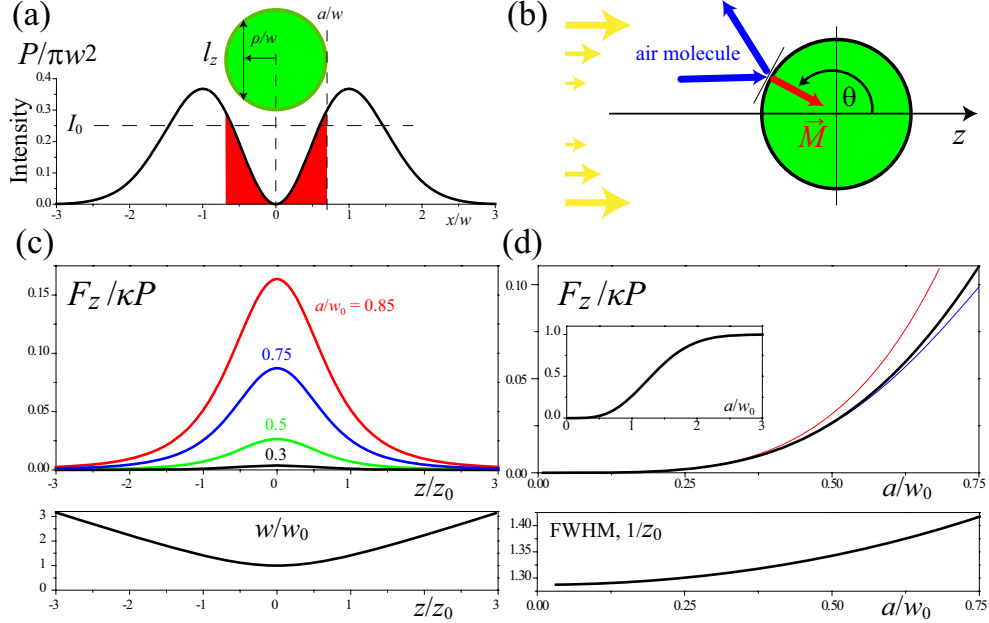 (a)
P/πw2
l_z
ρ/w
a/w
I_0
Intensity
0.4
0.3
0.2
0.1
0.0
-3 -2 -1 0 1 2 3
x/w
(b)
air molecule
θ
M
z
(c)
F_z /κP
0.15
0.10
0.05
0.00
a/w_0 = 0.85
0.75
0.5
0.3
-3 -2 -1 0 1 2 3
z/z_0
3
2
1
0
w/w_0
-3 -2 -1 0 1 2 3
z/z_0
(d)
F_z /κP
0.10
0.05
0.00
1.0
0.5
0.0
0 1 2 3
a/w_0
0.00 0.25 0.50 0.75
a/w_0
FWHM, 1/z_0
1.40
1.35
1.30
0.00 0.25 0.50 0.75
a/w_0